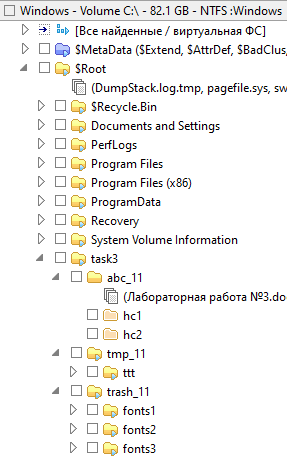 Windows - Volume C:\ - 82.1 GB - NTFS :Windows
[Все найденные / виртуальная ФС]
$MetaData ($Extend, $AttrDef, $BadClus,
$Root
(DumpStack.log.tmp, pagefile.sys, sw
$Recycle.Bin
Documents and Settings
PerfLogs
Program Files
Program Files (x86)
ProgramData
Recovery
System Volume Information
task3
abc_11
(Лабораторная работа №3.do
hc1
hc2
tmp_11
ttt
trash_11
fonts1
fonts2
fonts3